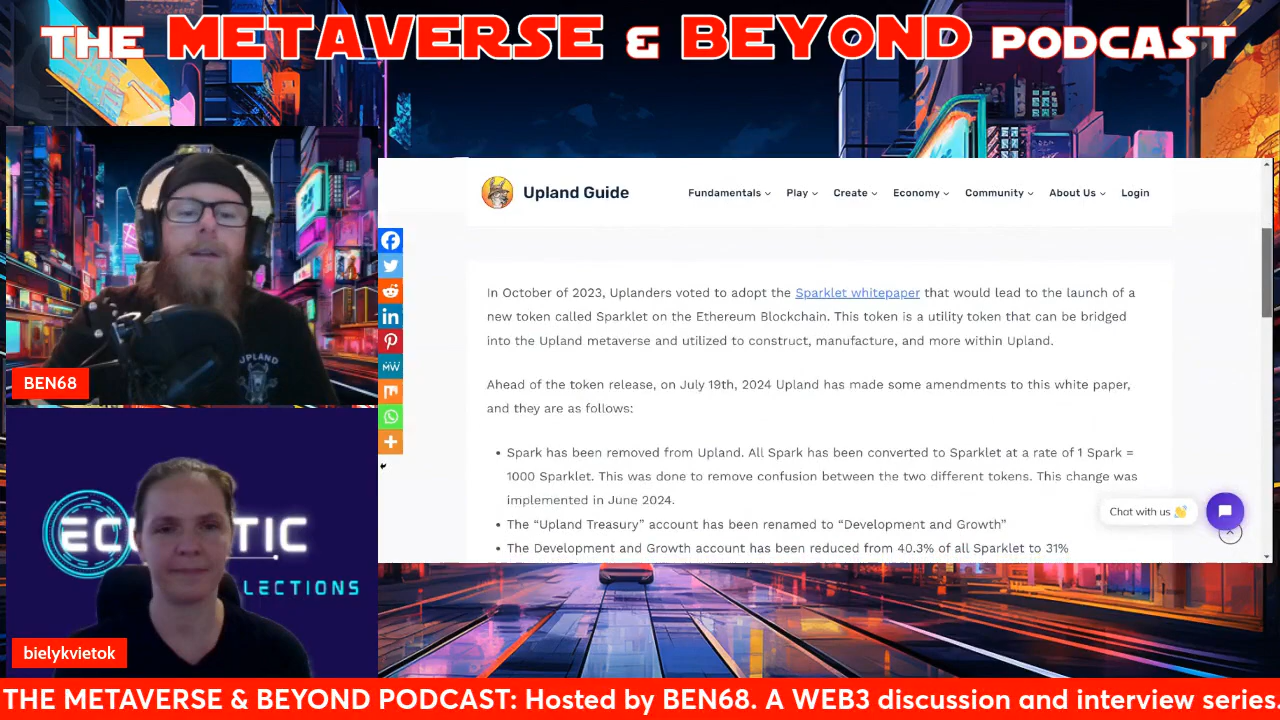 THE METAVERSE & BEYOND PODCAST
Upland Guide
Fundamentals Play Create Economy Community About Us Login
In October of 2023, Uplanders voted to adopt the Sparklet whitepaper that would lead to the launch of a
new token called Sparklet on the Ethereum Blockchain. This token is a utility token that can be bridged
into the Upland metaverse and utilized to construct, manufacture, and more within Upland.
Ahead of the token release, on July 19th, 2024 Upland has made some amendments to this white paper,
and they are as follows:
• Spark has been removed from Upland. All Spark has been converted to Sparklet at a rate of 1 Spark =
1000 Sparklet. This was done to remove confusion between the two different tokens. This change was
implemented in June 2024.
• The “Upland Treasury” account has been renamed to “Development and Growth”
• The Development and Growth account has been reduced from 40.3% of all Sparklet to 31%
Chat with us 👋
MW
UPLAND
BEN68
EC TIC
LECTIONS
bielykvietok
THE METAVERSE & BEYOND PODCAST: Hosted by BEN68. A WEB3 discussion and interview series.